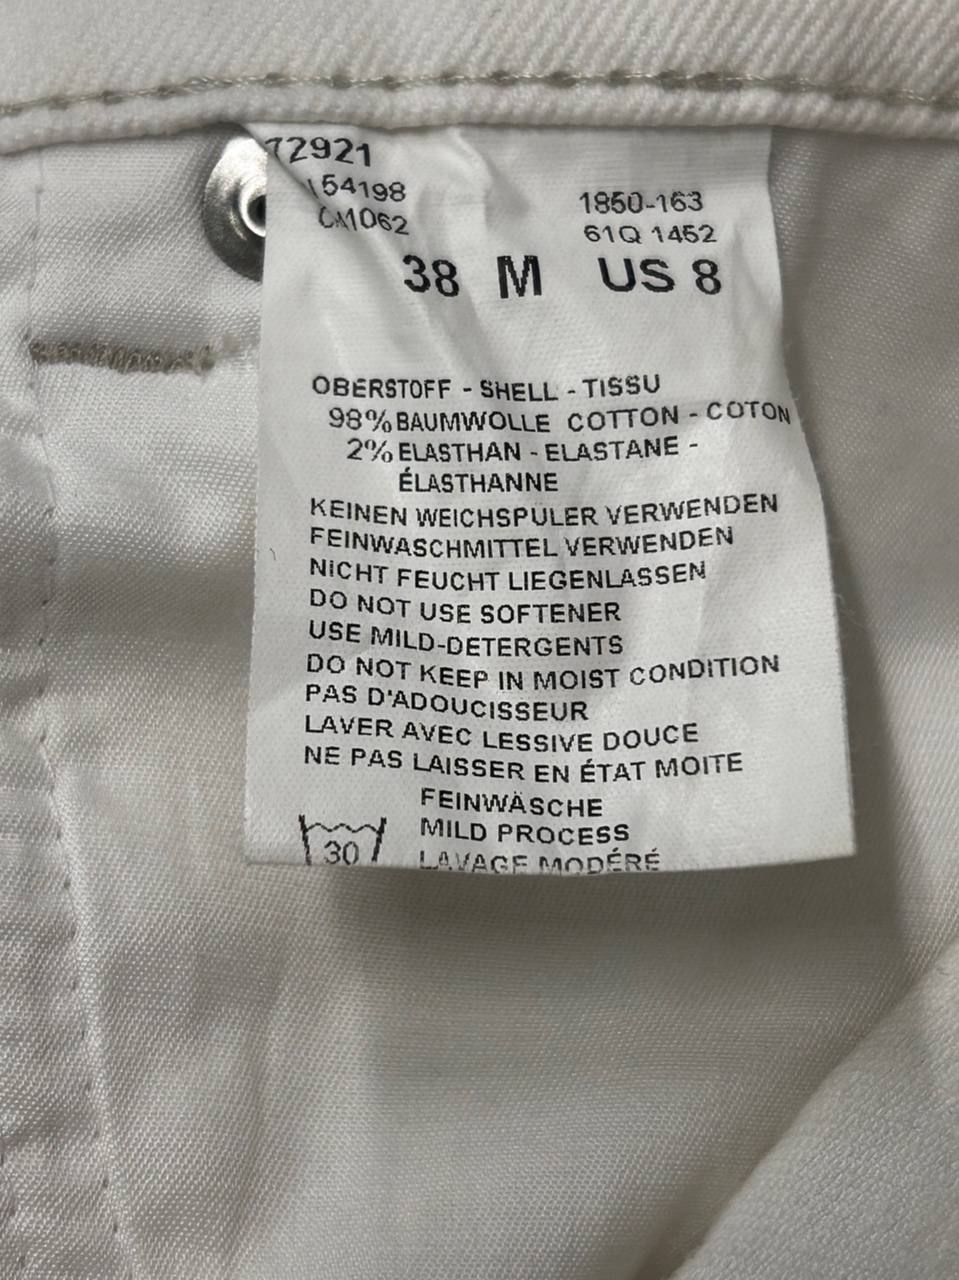 72921
54198
1850-163
CM062
61Q 1452
38 M US 8
OBERSTOFF - SHELL - TISSU
98% BAUMWOLLE COTTON - COTON
2% ELASTHAN - ELASTANE -
ÉLASTHANNE
KEINEN WEICHSPULER VERWENDEN
FEINWASCHMITTEL VERWENDEN
NICHT FEUCHT LIEGENLASSEN
DO NOT USE SOFTENER
USE MILD-DETERGENTS
DO NOT KEEP IN MOIST CONDITION
PAS D'ADOUCISSEUR
LAVER AVEC LESSIVE DOUCE
NE PAS LAISSER EN ÉTAT MOITE
FEINWÄSCHE
MILD PROCESS
30
LAVAGE MODÉRÉ